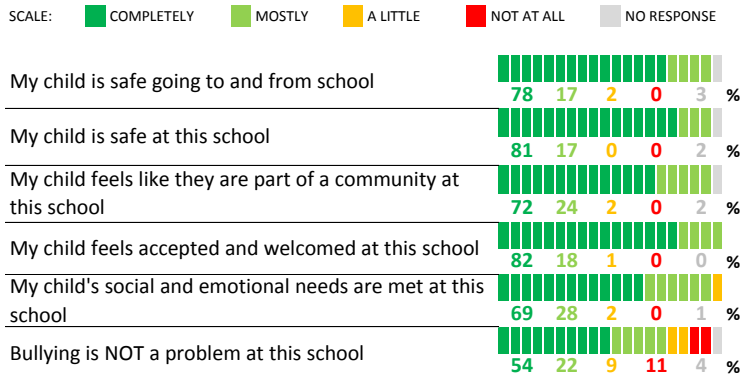 SCALE: COMPLETELY MOSTLY A LITTLE NOT AT ALL NO RESPONSE
My child is safe going to and from school
78 17 2 0 3 %
My child is safe at this school
81 17 0 0 2 %
My child feels like they are part of a community at
this school
72 24 2 0 2 %
My child feels accepted and welcomed at this school
82 18 1 0 0 %
My child's social and emotional needs are met at this
school
69 28 2 0 1 %
Bullying is NOT a problem at this school
54 22 9 11 4 %